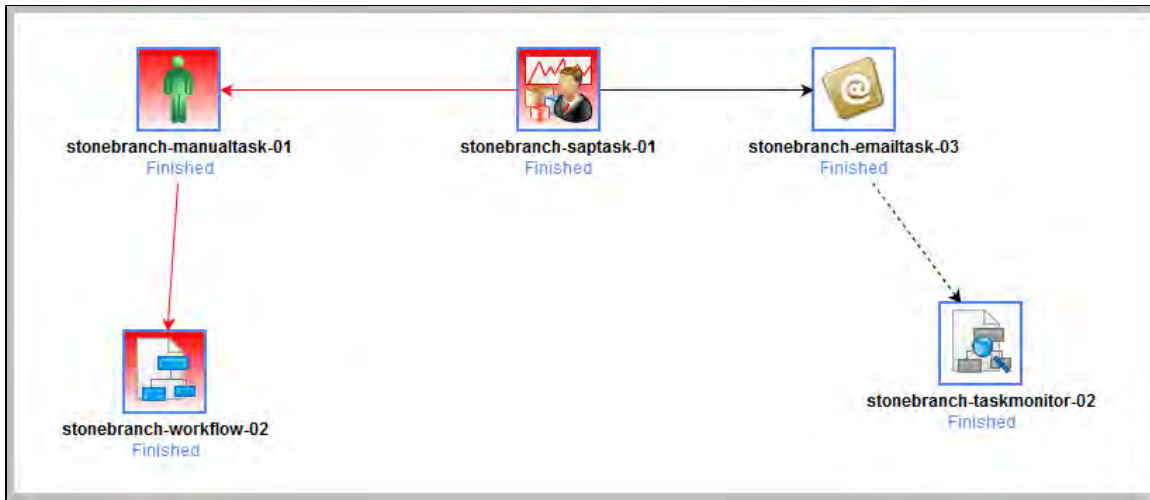 stonebranch-manualtask-01
Finished
stonebranch-saptask-01
Finished
@
stonebranch-emailtask-03
Finished
stonebranch-workflow-02
Finished
stonebranch-taskmonitor-02
Finished